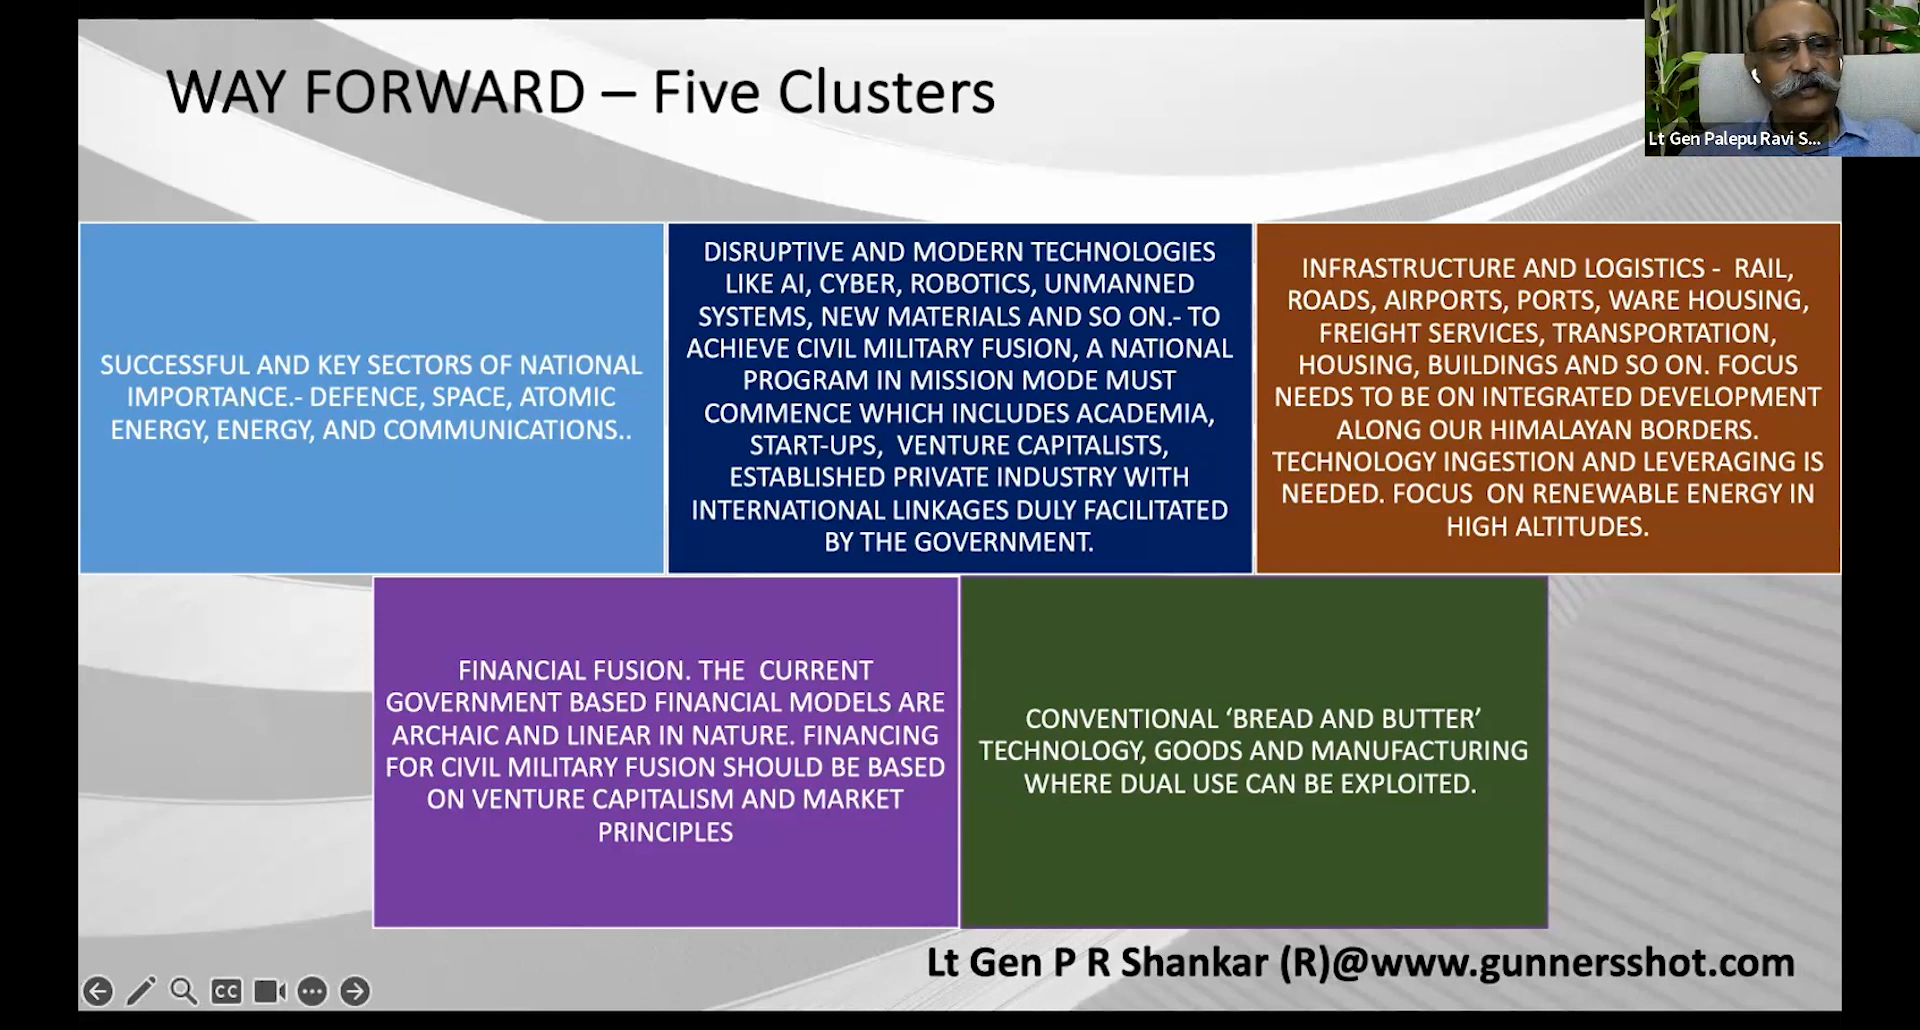 WAY FORWARD – Five Clusters
Lt Gen Palepu Ravi S...
SUCCESSFUL AND KEY SECTORS OF NATIONAL
IMPORTANCE.- DEFENCE, SPACE, ATOMIC
ENERGY, ENERGY, AND COMMUNICATIONS..
DISRUPTIVE AND MODERN TECHNOLOGIES
LIKE AI, CYBER, ROBOTICS, UNMANNED
SYSTEMS, NEW MATERIALS AND SO ON.- TO
ACHIEVE CIVIL MILITARY FUSION, A NATIONAL
PROGRAM IN MISSION MODE MUST
COMMENCE WHICH INCLUDES ACADEMIA,
START-UPS, VENTURE CAPITALISTS,
ESTABLISHED PRIVATE INDUSTRY WITH
INTERNATIONAL LINKAGES DULY FACILITATED
BY THE GOVERNMENT.
INFRASTRUCTURE AND LOGISTICS - RAIL,
ROADS, AIRPORTS, PORTS, WARE HOUSING,
FREIGHT SERVICES, TRANSPORTATION,
HOUSING, BUILDINGS AND SO ON. FOCUS
NEEDS TO BE ON INTEGRATED DEVELOPMENT
ALONG OUR HIMALAYAN BORDERS.
TECHNOLOGY INGESTION AND LEVERAGING IS
NEEDED. FOCUS ON RENEWABLE ENERGY IN
HIGH ALTITUDES.
FINANCIAL FUSION. THE CURRENT
GOVERNMENT BASED FINANCIAL MODELS ARE
ARCHAIC AND LINEAR IN NATURE. FINANCING
FOR CIVIL MILITARY FUSION SHOULD BE BASED
ON VENTURE CAPITALISM AND MARKET
PRINCIPLES
CONVENTIONAL ‘BREAD AND BUTTER’
TECHNOLOGY, GOODS AND MANUFACTURING
WHERE DUAL USE CAN BE EXPLOITED.
Lt Gen P R Shankar (R)@www.gunnersshot.com
CC